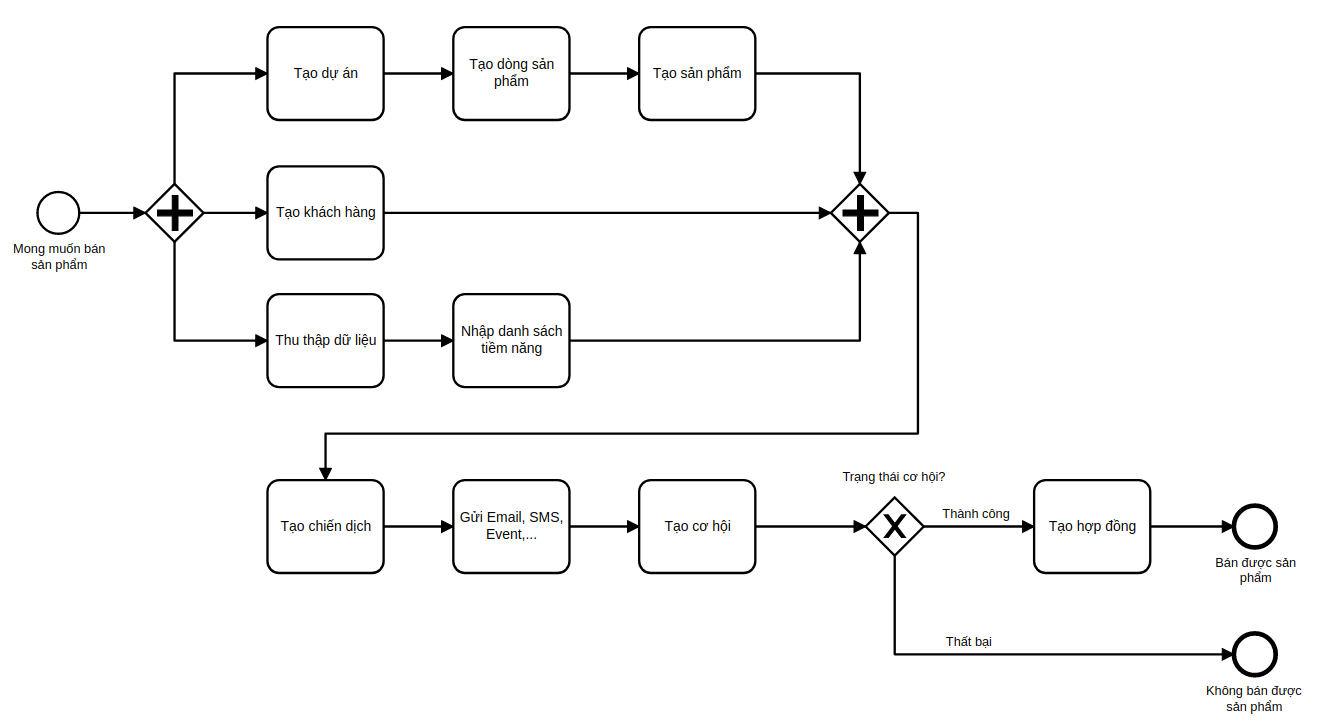 Tạo dự án
Tạo dòng sản
phẩm
Tạo sản phẩm
Mong muốn bán
sản phẩm
Tạo khách hàng
Thu thập dữ liệu
Nhập danh sách
tiềm năng
Tạo chiến dịch
Gửi Email, SMS,
Event,...
Tạo cơ hội
Trạng thái cơ hội?
Thành công
Tạo hợp đồng
Bán được sản
phẩm
Thất bại
Không bán được
sản phẩm